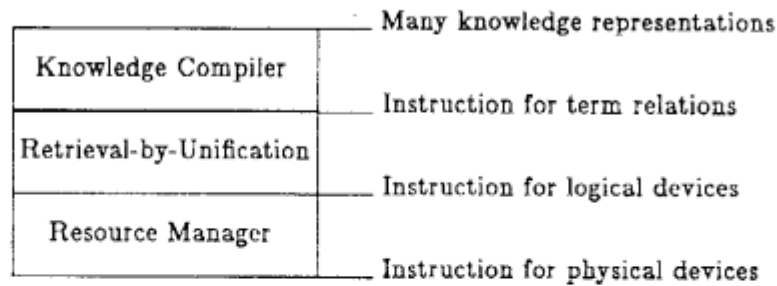 Many knowledge representations
Knowledge Compiler
Instruction for term relations
Retrieval-by-Unification
Instruction for logical devices
Resource Manager
Instruction for physical devices